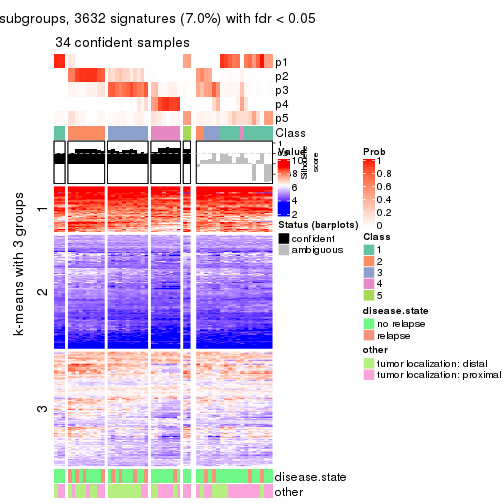 subgroups, 3632 signatures (7.0%) with fdr < 0.05
34 confident samples
p1
p2
p3
p4
p5
Class
Silhouette
score
1
Value
10
8
6
4
2
Status (barplots)
confident
ambiguous
Prob
1
0.8
0.6
0.4
0.2
0
Class
1
2
3
4
5
disease.state
no relapse
relapse
other
tumor localization: distal
tumor localization: proximal
k-means with 3 groups
1
2
3
disease.state
other